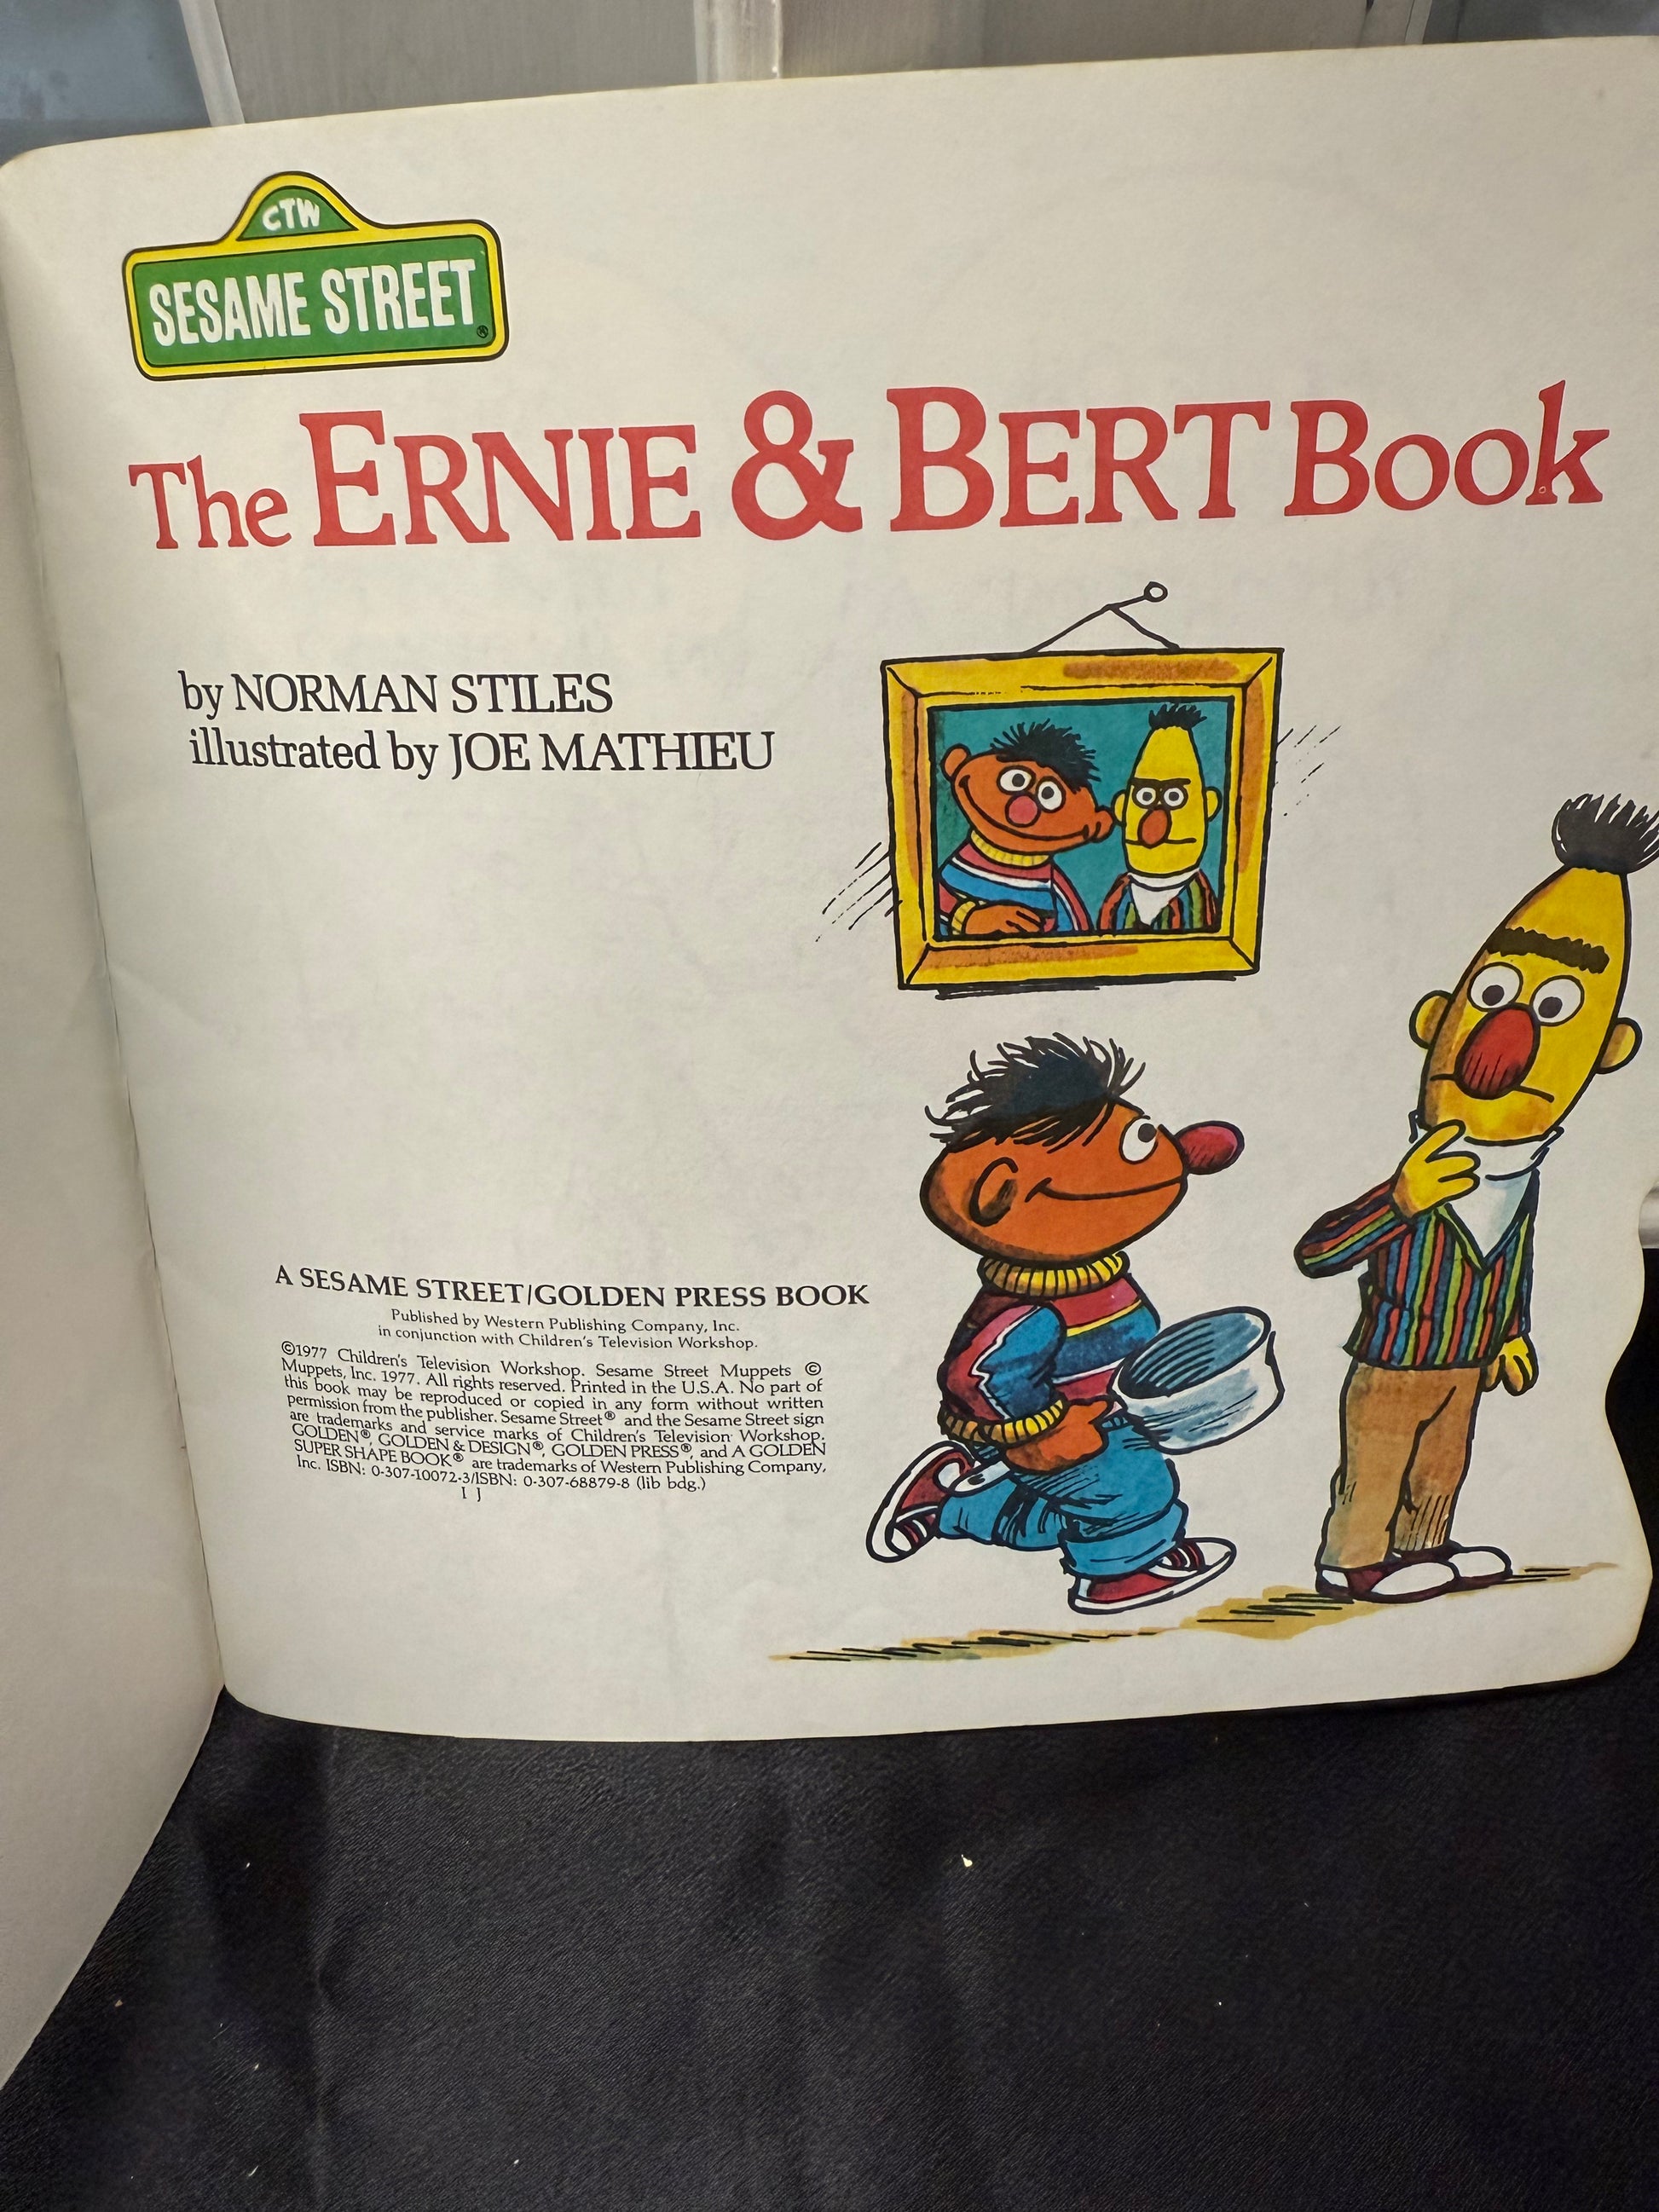 CTW
SESAME STREET®
The ERNIE & BERT Book
by NORMAN STILES
illustrated by JOE MATHIEU
A SESAME STREET/GOLDEN PRESS BOOK
Published by Western Publishing Company, Inc.
in conjunction with Children's Television Workshop.
©1977 Children's Television Workshop. Sesame Street Muppets ©
Muppets, Inc. 1977. All rights reserved. Printed in the U.S.A. No part of
this book may be reproduced or copied in any form without written
permission from the publisher. Sesame Street® and the Sesame Street sign
are trademarks and service marks of Children's Television Workshop.
GOLDEN®, GOLDEN & DESIGN®, GOLDEN PRESS®, and A GOLDEN
SUPER SHAPE BOOK® are trademarks of Western Publishing Company,
Inc. ISBN: 0-307-10072-3/ISBN: 0-307-68879-8 (lib bdg.)
I J